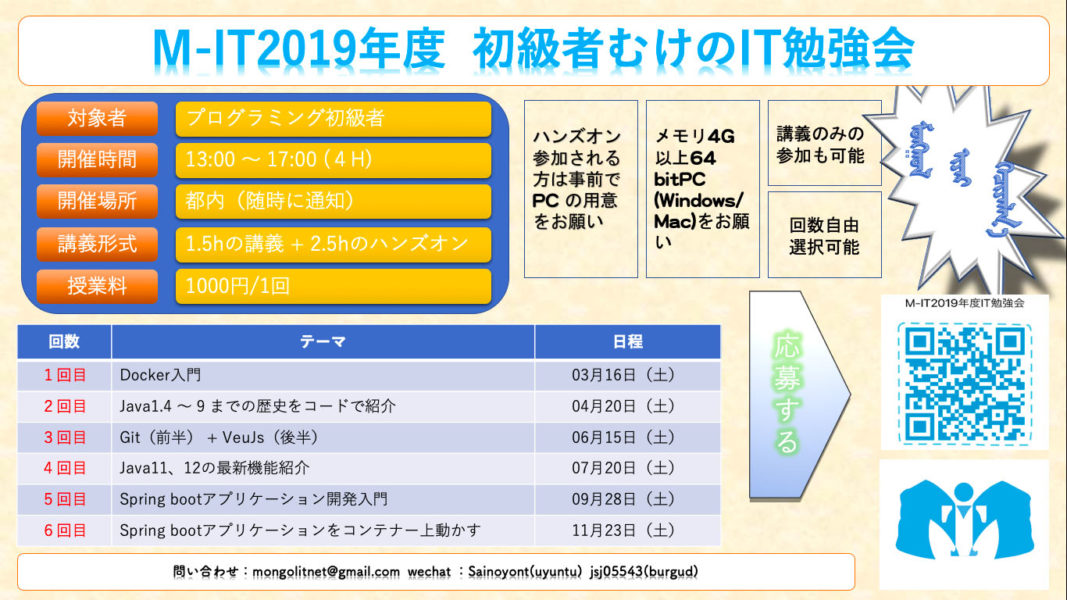 M-IT2019年度 初級者むけのIT勉強会
対象者 プログラミング初級者
開催時間 13:00 ～ 17:00 ( 4 H)
開催場所 都内（随時に通知）
講義形式 1.5hの講義 + 2.5hのハンズオン
授業料 1000円/1回
ハンズオン
参加される
方は事前で
PC の用意
をお願い
メモリ4G
以上64
bitPC
(Windows/
Mac)をお願
い
講義のみの
参加も可能
回数自由
選択可能
回数 テーマ 日程
1 回目 Docker入門 03月16日（土）
2 回目 Java1.4 ～ 9 までの歴史をコードで紹介 04月20日（土）
3 回目 Git（前半） + VeuJs（後半） 06月15日（土）
4 回目 Java11、12の最新機能紹介 07月20日（土）
5 回目 Spring bootアプリケーション開発入門 09月28日（土）
6 回目 Spring bootアプリケーションをコンテナー上動かす 11月23日（土）
応募する
M-IT2019年度IT勉強会
問い合わせ：mongolitnet@gmail.com wechat ：Sainoyont(uyuntu) jsj05543(burgud)